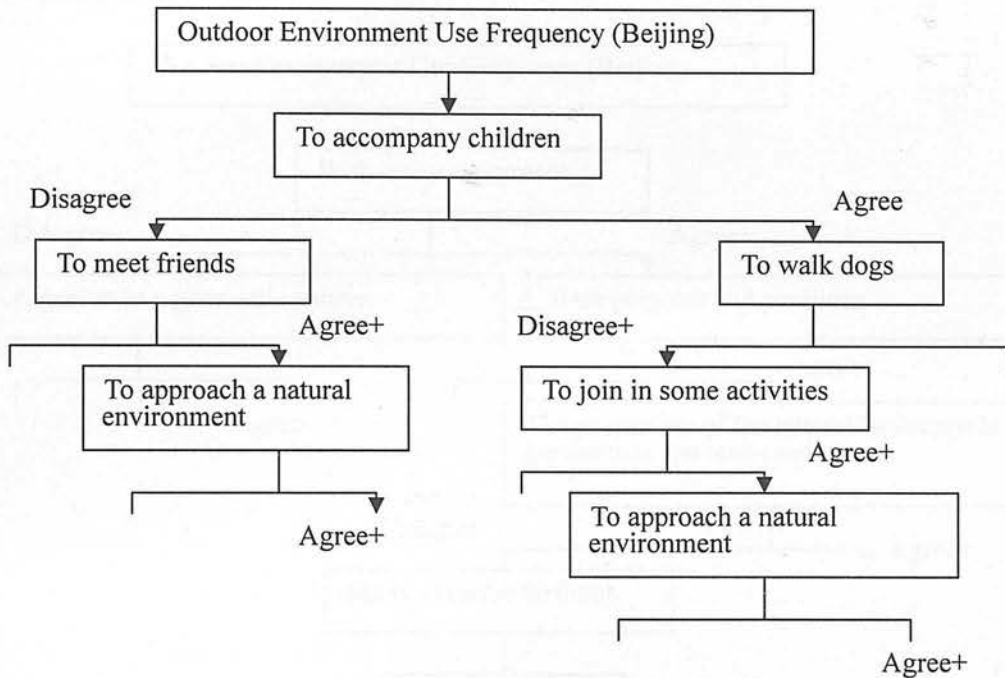 Outdoor Environment Use Frequency (Beijing)
To accompany children
Disagree
Agree
To meet friends
To walk dogs
Agree+
Disagree+
To approach a natural
environment
To join in some activities
Agree+
Agree+
To approach a natural
environment
Agree+